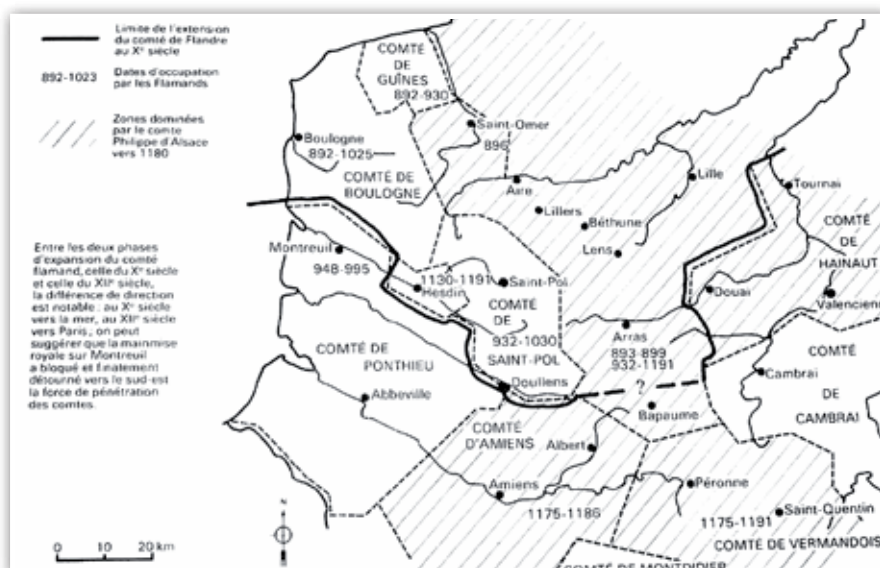 Limite de l'extension
du comté de Flandre
au Xe siècle
892-1023 Dates d'occupation
par les Flamands
Zones dominées
par le comte
Philippe d'Alsace
vers 1180
Entre les deux phases
d'expansion du comté
flamand, celle du Xe siècle
et celle du XIIe siècle,
la différence de direction
est notable : au Xe siècle
vers la mer, au XIIe siècle
vers Paris ; on peut
suggérer que la mainmise
royale sur Montreuil
a bloqué et finalement
détourné vers le sud-est
la force de pénétration
des comtes.
0 10 20 km
N
COMTÉ
DE
GUÎNES
892-930
Saint-Omer
896
Boulogne
892-1025
COMTÉ DE
BOULOGNE
Aire
Lille
Tournai
Lillers
Béthune
Lens
COMTÉ
DE
HAINAUT
Montreuil
948-995
1130-1191
Hesdin
Saint-Pol
Douai
Valenciennes
COMTÉ
DE
932-1030
SAINT-POL
Arras
893-899
932-1191
COMTÉ DE
PONTHIEU
Abbeville
Doullens
?
Bapaume
Cambrai
COMTÉ
DE
CAMBRAI
COMTÉ
D'AMIENS
Albert
Amiens
1175-1186
Péronne
Saint-Quentin
1175-1191
COMTÉ DE VERMANDOIS
COMTÉ DE MONTDIDIER